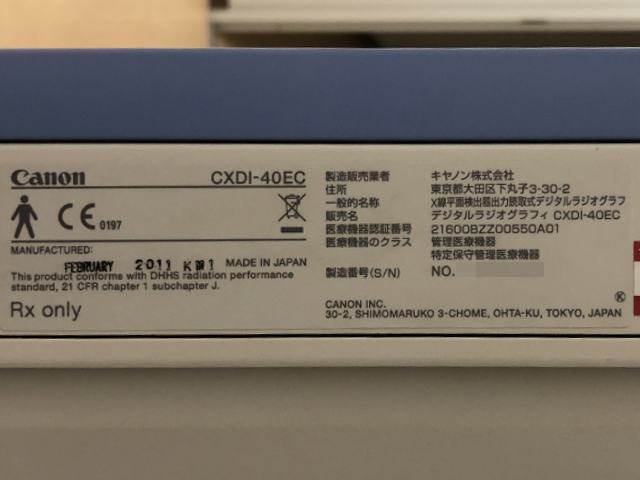 Canon CXDI-40EC
CE 0197
MANUFACTURED:
FEBRUARY 2011 MADE IN JAPAN
This product conforms with DHHS radiation performance
standard, 21 CFR chapter 1 subchapter J.
Rx only
製造販売業者 キヤノン株式会社
住所 東京都大田区下丸子3-30-2
一般的名称 X線平面検出器出力読取式デジタルラジオグラフ
販売名 デジタルラジオグラフィ CXDI-40EC
医療機器認証番号 21600BZZ00550A01
医療機器のクラス 管理医療機器
特定保守管理医療機器
製造番号(S/N) NO.
Ⓚ
CANON INC.
30-2, SHIMOMARUKO 3-CHOME, OHTA-KU, TOKYO, JAPAN